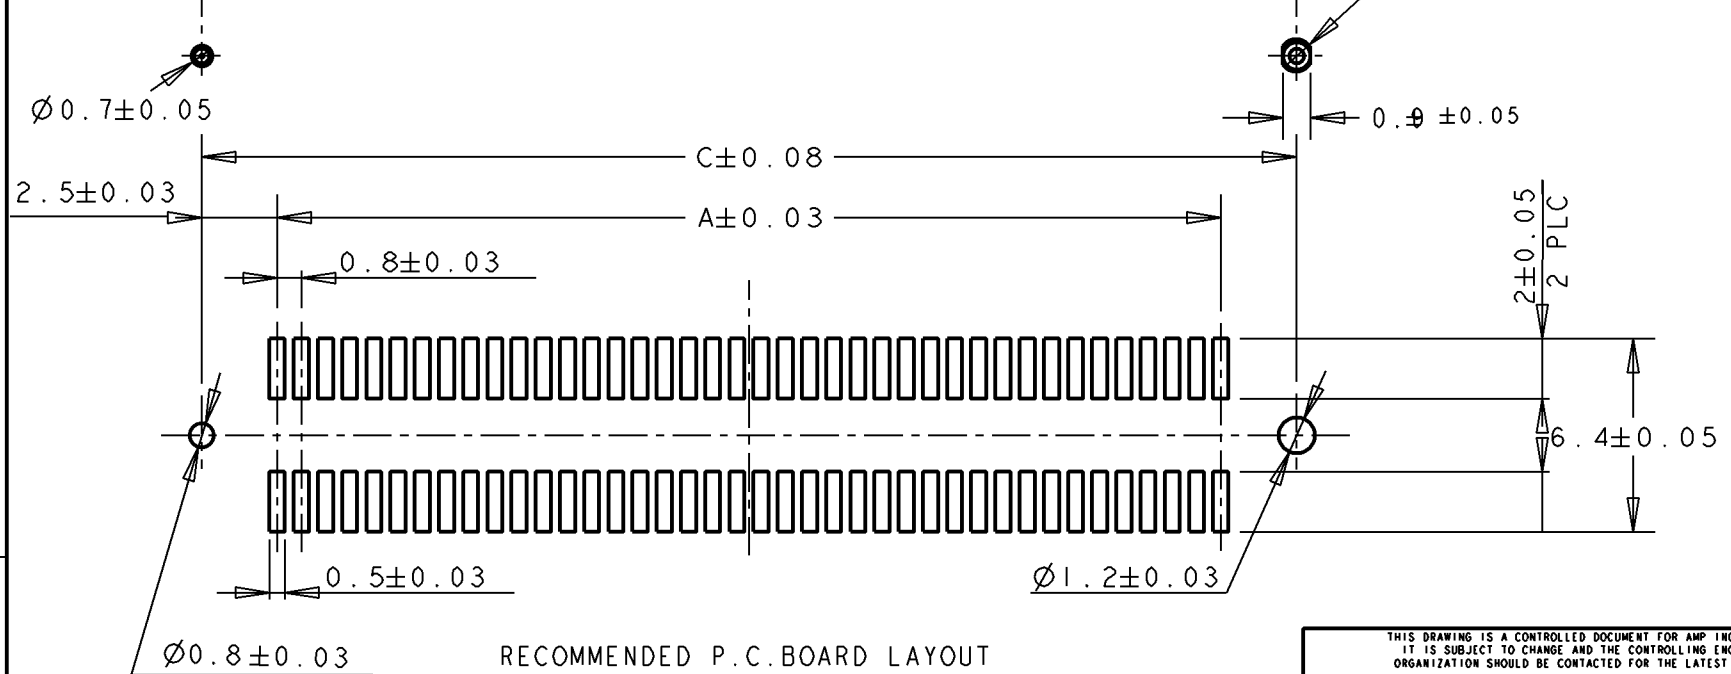 Ø0.7±0.05
±0.05
C±0.08
2.5±0.03
A±0.03
2±0.05
2 PLC
0.8±0.03
6.4±0.05
0.5±0.03
Ø1.2±0.03
Ø0.8±0.03
RECOMMENDED P.C.BOARD LAYOUT
THIS DRAWING IS A CONTROLLED DOCUMENT FOR AMP
IT IS SUBJECT TO CHANGE AND THE CONTROLLING
ORGANIZATION SHOULD BE CONTACTED FOR THE LATEST